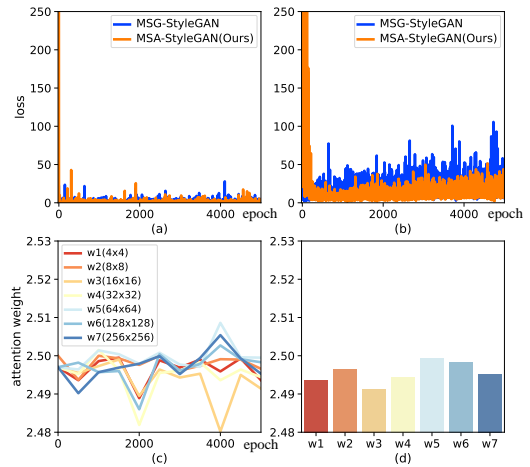 250
200
150
100
50
0
loss
MSG-StyleGAN
MSA-StyleGAN(Ours)
0 2000 4000 epoch
(a)
250
200
150
100
50
0
MSG-StyleGAN
MSA-StyleGAN(Ours)
0 2000 4000 epoch
(b)
2.53
2.52
2.51
2.50
2.49
2.48
attention weight
w1(4x4)
w2(8x8)
w3(16x16)
w4(32x32)
w5(64x64)
w6(128x128)
w7(256x256)
0 2000 4000 epoch
(c)
2.53
2.52
2.51
2.50
2.49
2.48
w1 w2 w3 w4 w5 w6 w7
(d)